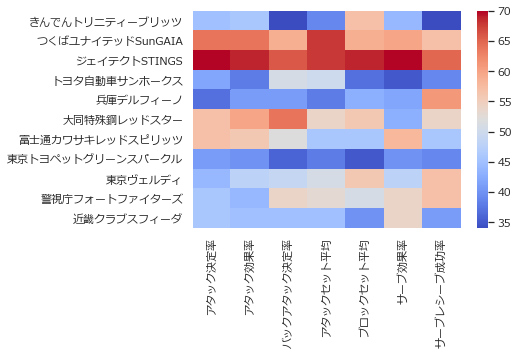 きんでんトリニティーブリッツ
つくばユナイテッドSunGAIA
ジェイテクトSTINGS
トヨタ自動車サンホークス
兵庫デルフィーノ
大同特殊鋼レッドスター
富士通カワサキレッドスピリッツ
東京トヨペットグリーンスパークル
東京ヴェルディ
警視庁フォートファイターズ
近畿クラブスフィーダ
アタック決定率
アタック効果率
バックアタック決定率
アタックセット平均
ブロックセット平均
サーブ効果率
サーブレシーブ成功率
70
65
60
55
50
45
40
35